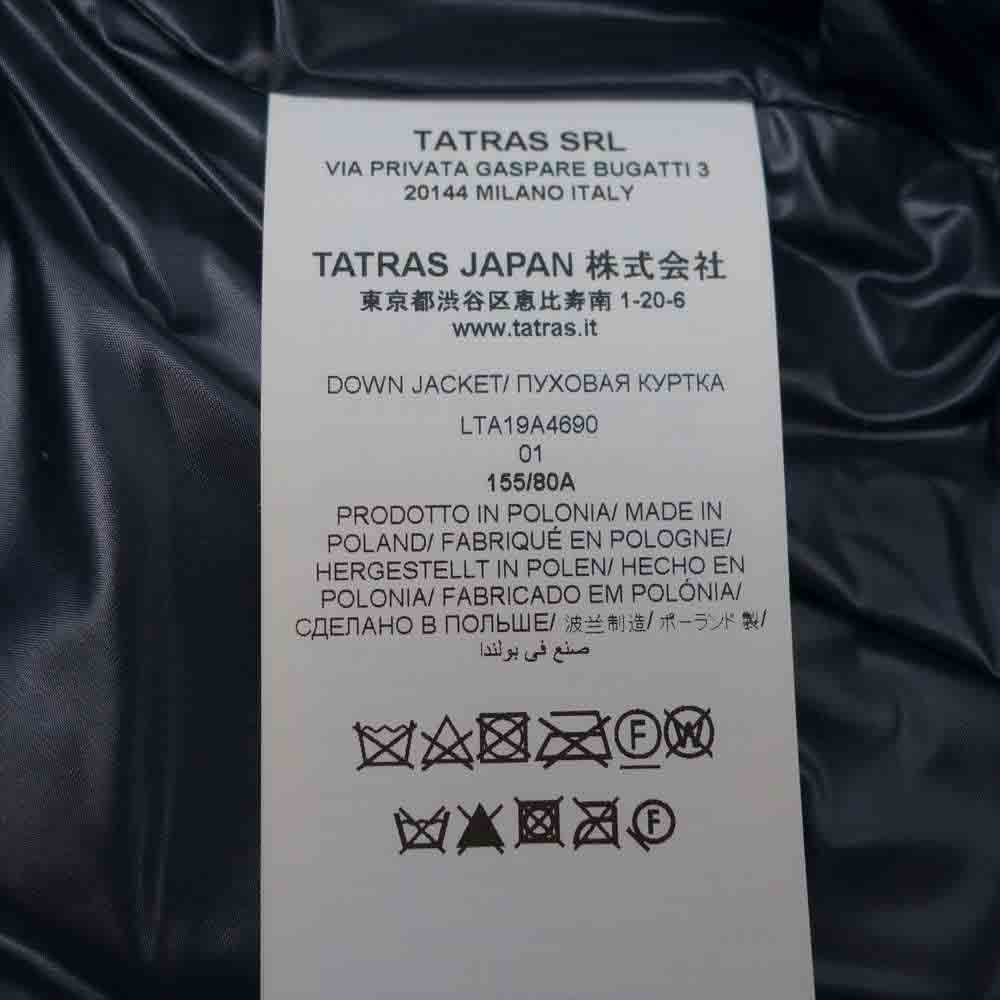 TATRAS SRL
VIA PRIVATA GASPARE BUGATTI 3
20144 MILANO ITALY
TATRAS JAPAN 株式会社
東京都渋谷区恵比寿南 1-20-6
www.tatras.it
DOWN JACKET/ ПУХОВАЯ КУРТКА
LTA19A4690
01
155/80A
PRODOTTO IN POLONIA/ MADE IN
POLAND/ FABRIQUÉ EN POLOGNE/
HERGESTELLT IN POLEN/ HECHO EN
POLONIA/ FABRICADO EM POLÓNIA/
СДЕЛАНО В ПОЛЬШЕ/ 波兰制造/ ポーランド製/
صنع في بولندا
F W
F